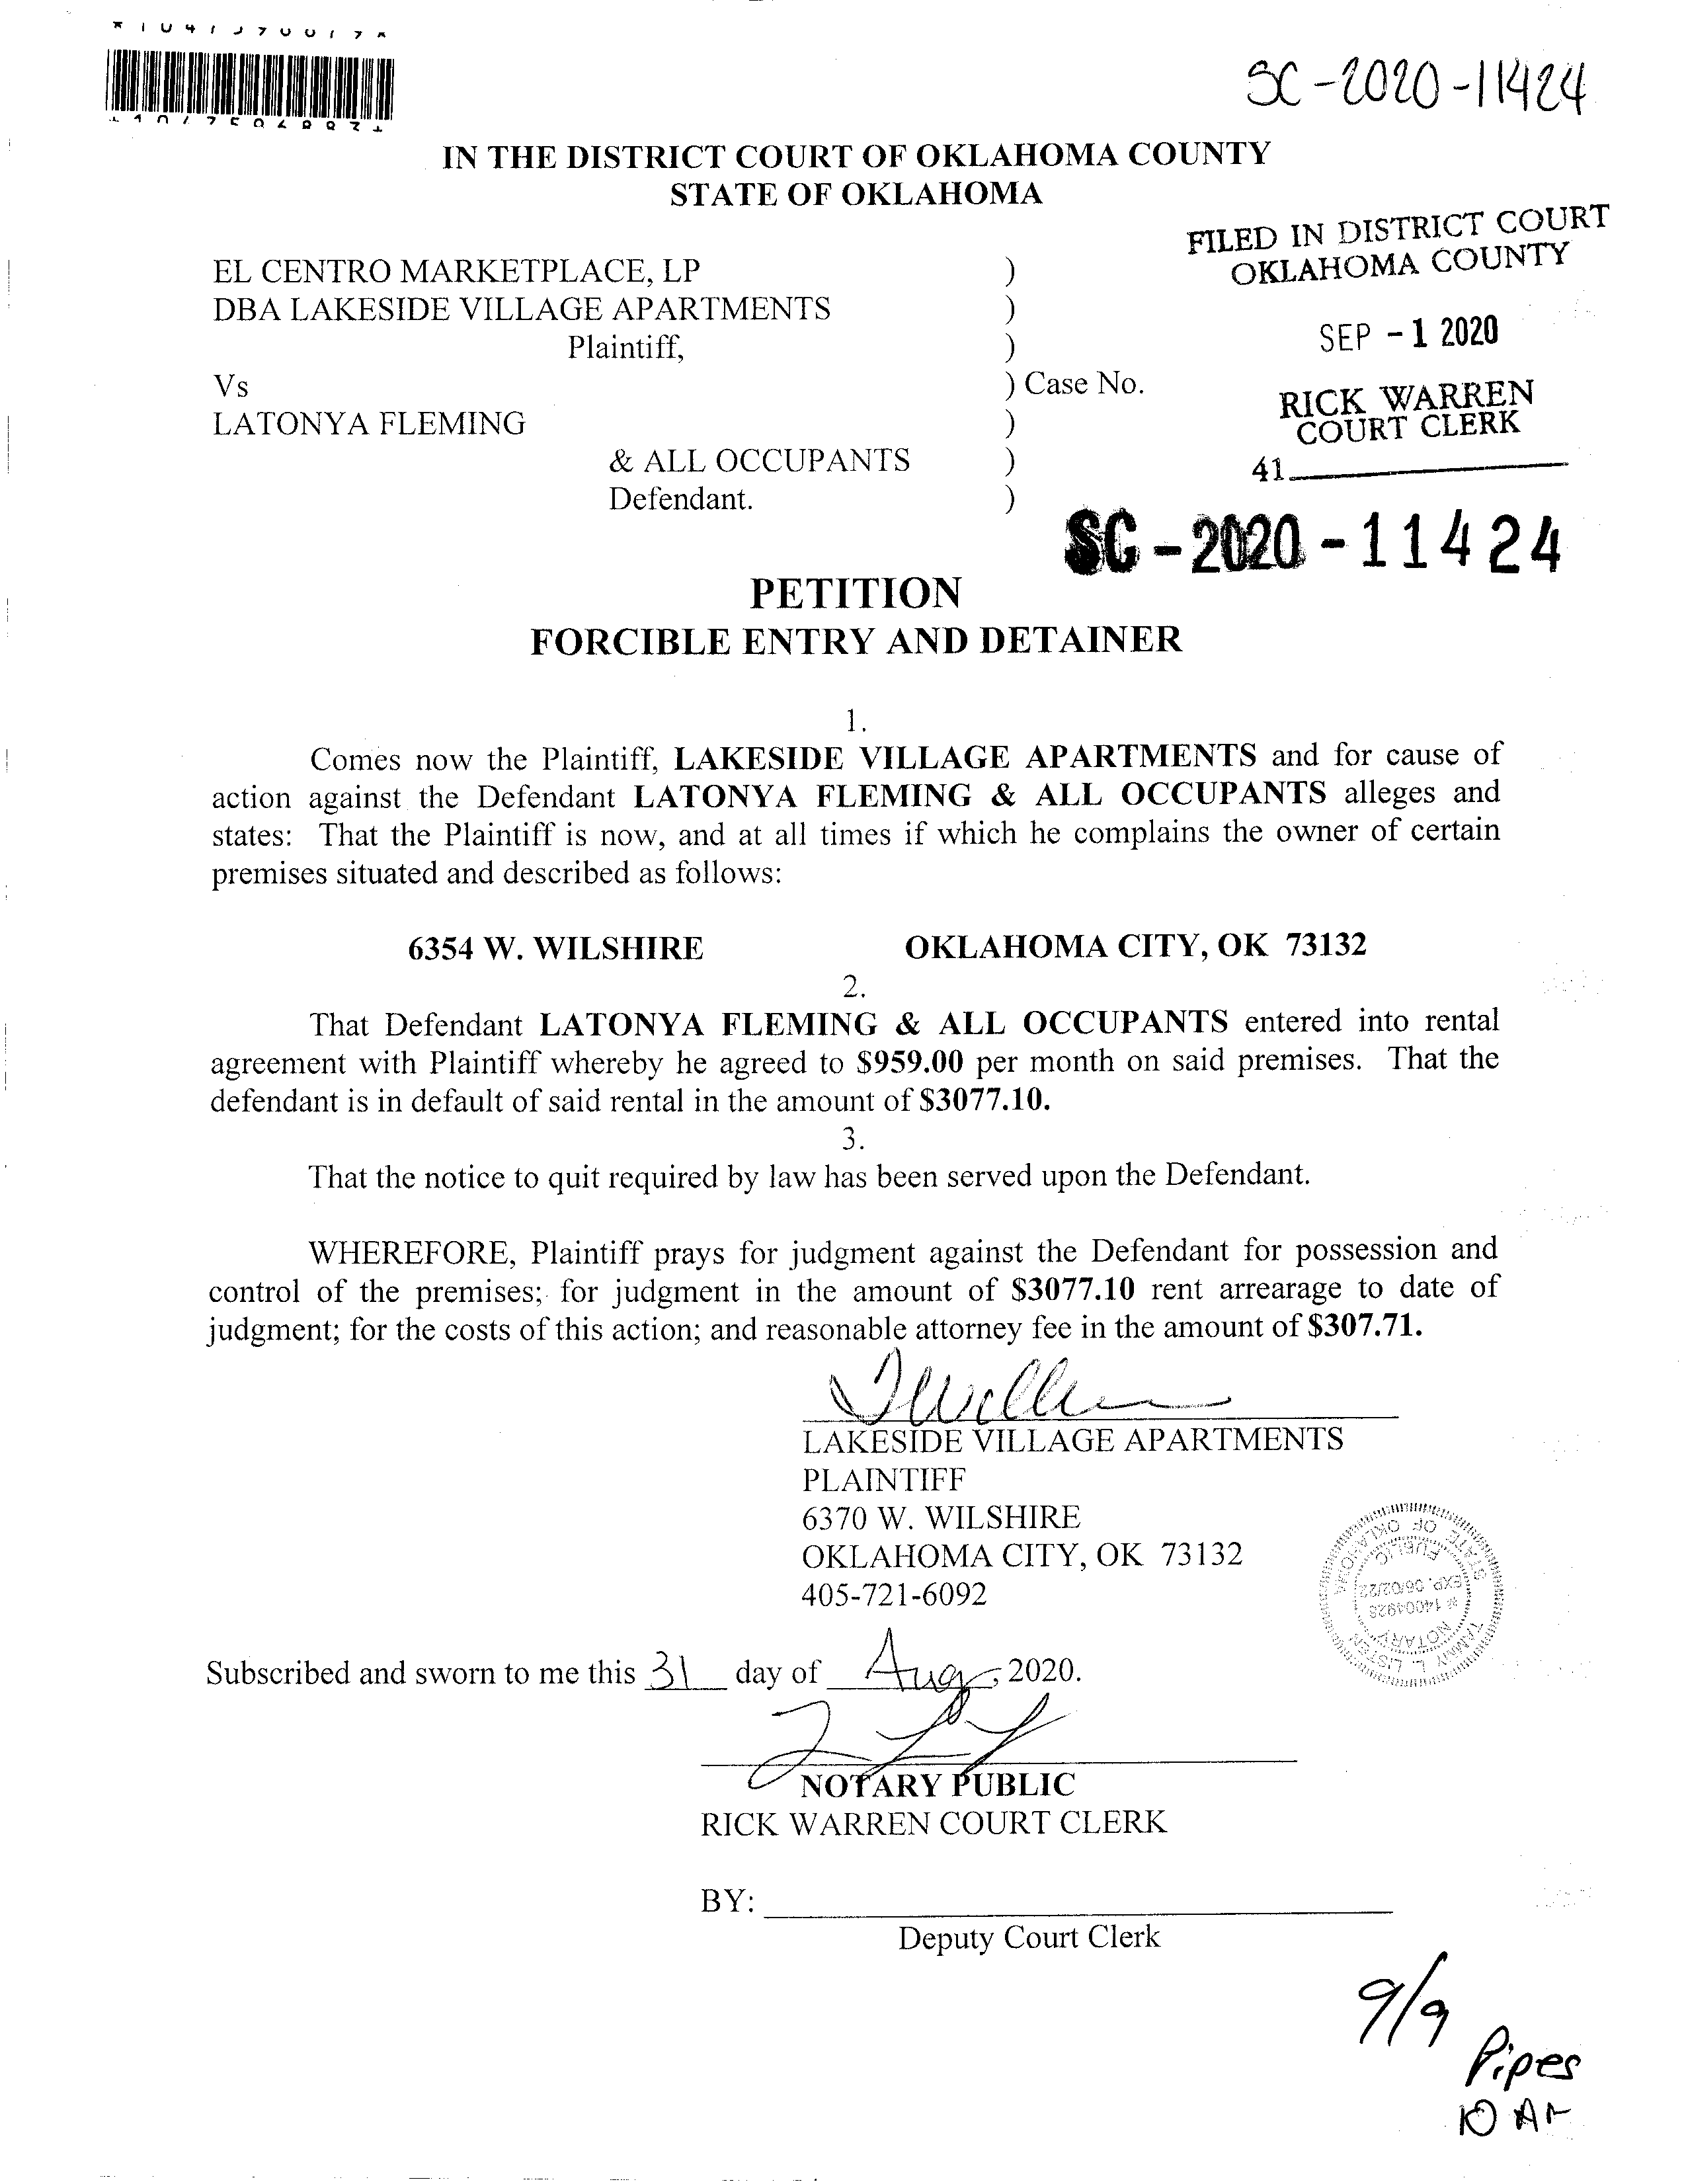 SC-2020-11424
IN THE DISTRICT COURT OF OKLAHOMA COUNTY
STATE OF OKLAHOMA
FILED IN DISTRICT COURT
OKLAHOMA COUNTY
SEP -1 2020
RICK WARREN
COURT CLERK
41
EL CENTRO MARKETPLACE, LP )
DBA LAKESIDE VILLAGE APARTMENTS )
Plaintiff, )
Vs ) Case No.
LATONYA FLEMING )
& ALL OCCUPANTS )
Defendant. )
SC-2020-11424
PETITION
FORCIBLE ENTRY AND DETAINER
1.
Comes now the Plaintiff, LAKESIDE VILLAGE APARTMENTS and for cause of
action against the Defendant LATONYA FLEMING & ALL OCCUPANTS alleges and
states: That the Plaintiff is now, and at all times if which he complains the owner of certain
premises situated and described as follows:
6354 W. WILSHIRE OKLAHOMA CITY, OK 73132
2.
That Defendant LATONYA FLEMING & ALL OCCUPANTS entered into rental
agreement with Plaintiff whereby he agreed to $959.00 per month on said premises. That the
defendant is in default of said rental in the amount of $3077.10.
3.
That the notice to quit required by law has been served upon the Defendant.
WHEREFORE, Plaintiff prays for judgment against the Defendant for possession and
control of the premises; for judgment in the amount of $3077.10 rent arrearage to date of
judgment; for the costs of this action; and reasonable attorney fee in the amount of $307.71.
LAKESIDE VILLAGE APARTMENTS
PLAINTIFF
6370 W. WILSHIRE
OKLAHOMA CITY, OK 73132
405-721-6092
TAMMY L. LISTEN
NOTARY
# 14004928
EXP. 06/02/22
PUBLIC
STATE OF OKLAHOMA
Subscribed and sworn to me this 31 day of Aug, 2020.
NOTARY PUBLIC
RICK WARREN COURT CLERK
BY:
Deputy Court Clerk
9/9
Pipes
10 AM